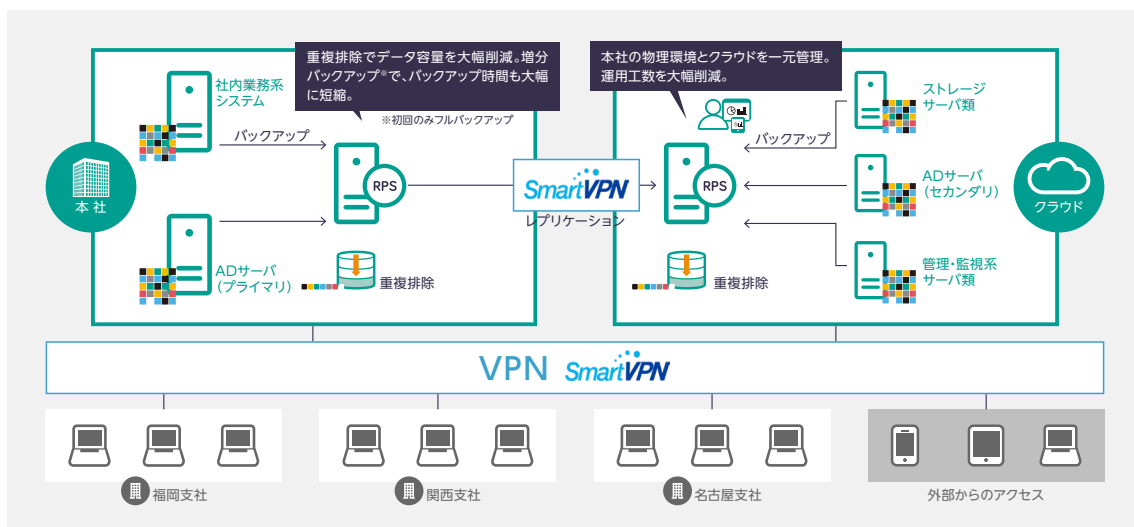 重複排除でデータ容量を大幅削減。増分
バックアップ※で、バックアップ時間も大幅
に短縮。
※初回のみフルバックアップ
本社の物理環境とクラウドを一元管理。
運用工数を大幅削減。
社内業務系
システム
バックアップ
RPS
本社
ADサーバ
(プライマリ)
重複排除
SmartVPN
レプリケーション
バックアップ
RPS
重複排除
ストレージ
サーバ類
ADサーバ
(セカンダリ)
管理・監視系
サーバ類
クラウド
VPN SmartVPN
福岡支社
関西支社
名古屋支社
外部からのアクセス